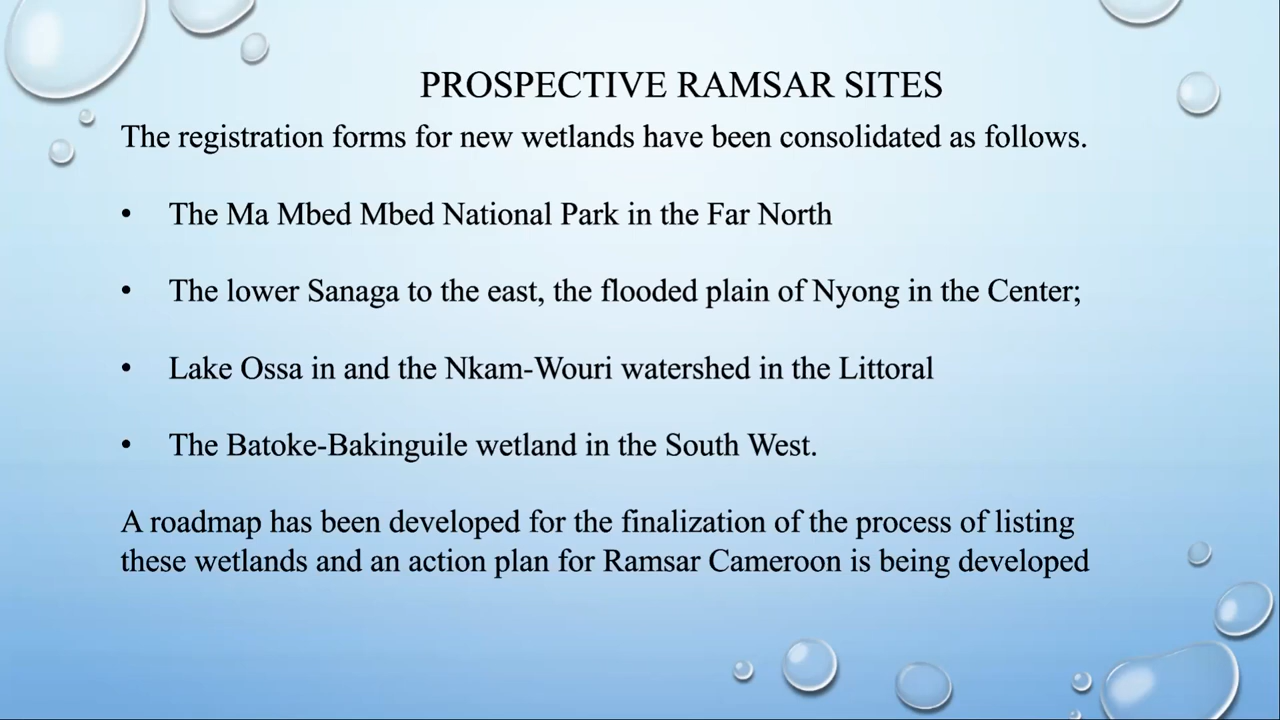 PROSPECTIVE RAMSAR SITES
The registration forms for new wetlands have been consolidated as follows.
• The Ma Mbed Mbed National Park in the Far North
• The lower Sanaga to the east, the flooded plain of Nyong in the Center;
• Lake Ossa in and the Nkam-Wouri watershed in the Littoral
• The Batoke-Bakinguile wetland in the South West.
A roadmap has been developed for the finalization of the process of listing
these wetlands and an action plan for Ramsar Cameroon is being developed